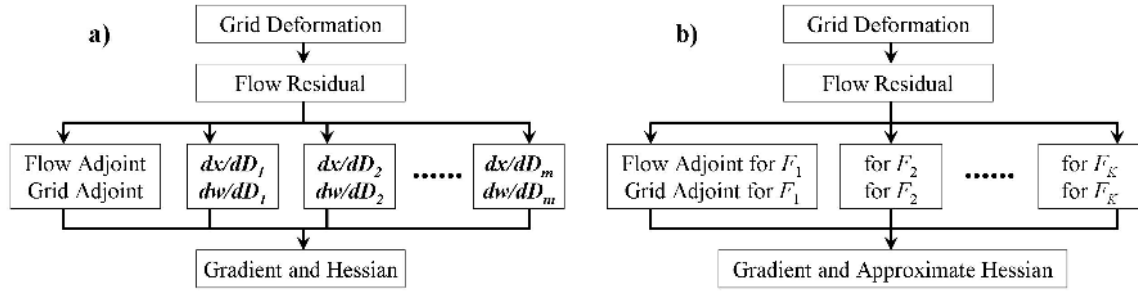 a)
Grid Deformation
Flow Residual
Flow Adjoint
Grid Adjoint
dx/dD₁
dw/dD₁
dx/dD₂
dw/dD₂
......
dx/dDₘ
dw/dDₘ
Gradient and Hessian
b)
Grid Deformation
Flow Residual
Flow Adjoint for F₁
Grid Adjoint for F₁
for F₂
for F₂
......
for F_K
for F_K
Gradient and Approximate Hessian